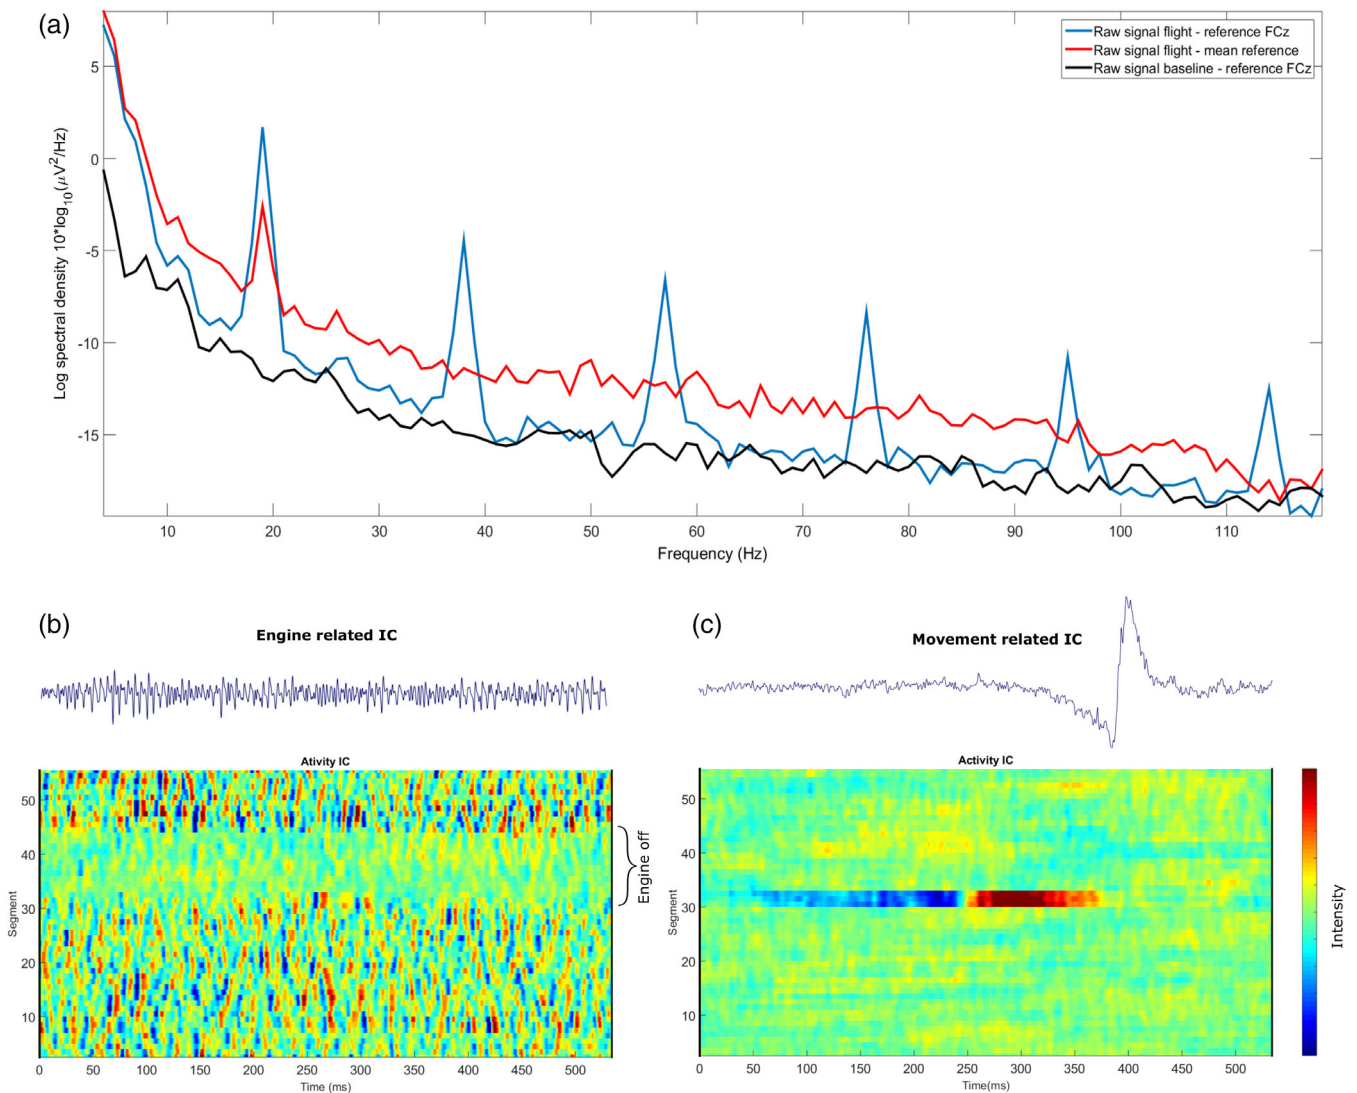 (a)
Raw signal flight - reference FCz
Raw signal flight - mean reference
Raw signal baseline - reference FCz
Log spectral density 10*log10(μV²/Hz)
5
0
-5
-10
-15
10 20 30 40 50 60 70 80 90 100 110
Frequency (Hz)
(b)
Engine related IC
Ativity IC
Segment
50
40
30
20
10
Engine off
0 50 100 150 200 250 300 350 400 450 500
Time (ms)
(c)
Movement related IC
Activity IC
Segment
50
40
30
20
10
0 50 100 150 200 250 300 350 400 450 500
Time(ms)
Intensity